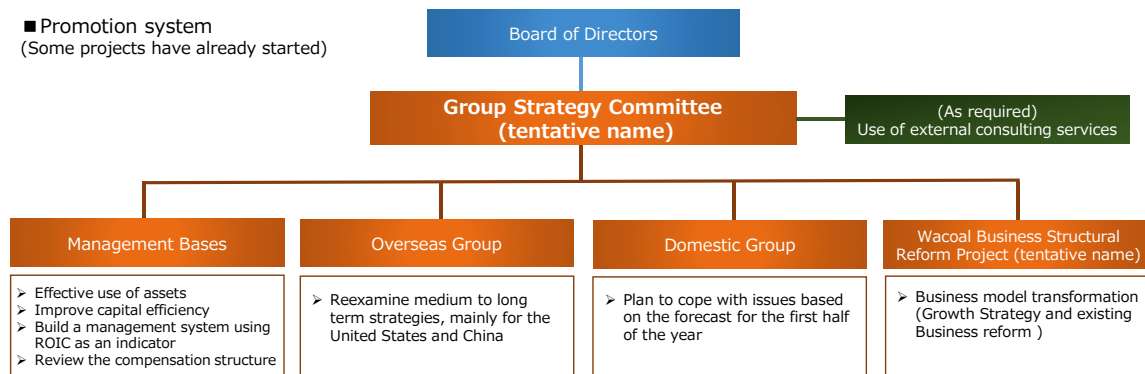 ■ Promotion system
(Some projects have already started)
Board of Directors
Group Strategy Committee
(tentative name)
(As required)
Use of external consulting services
Management Bases
➢ Effective use of assets
➢ Improve capital efficiency
➢ Build a management system using
ROIC as an indicator
➢ Review the compensation structure
Overseas Group
➢ Reexamine medium to long
term strategies, mainly for the
United States and China
Domestic Group
➢ Plan to cope with issues based
on the forecast for the first half
of the year
Wacoal Business Structural
Reform Project (tentative name)
➢ Business model transformation
(Growth Strategy and existing
Business reform )